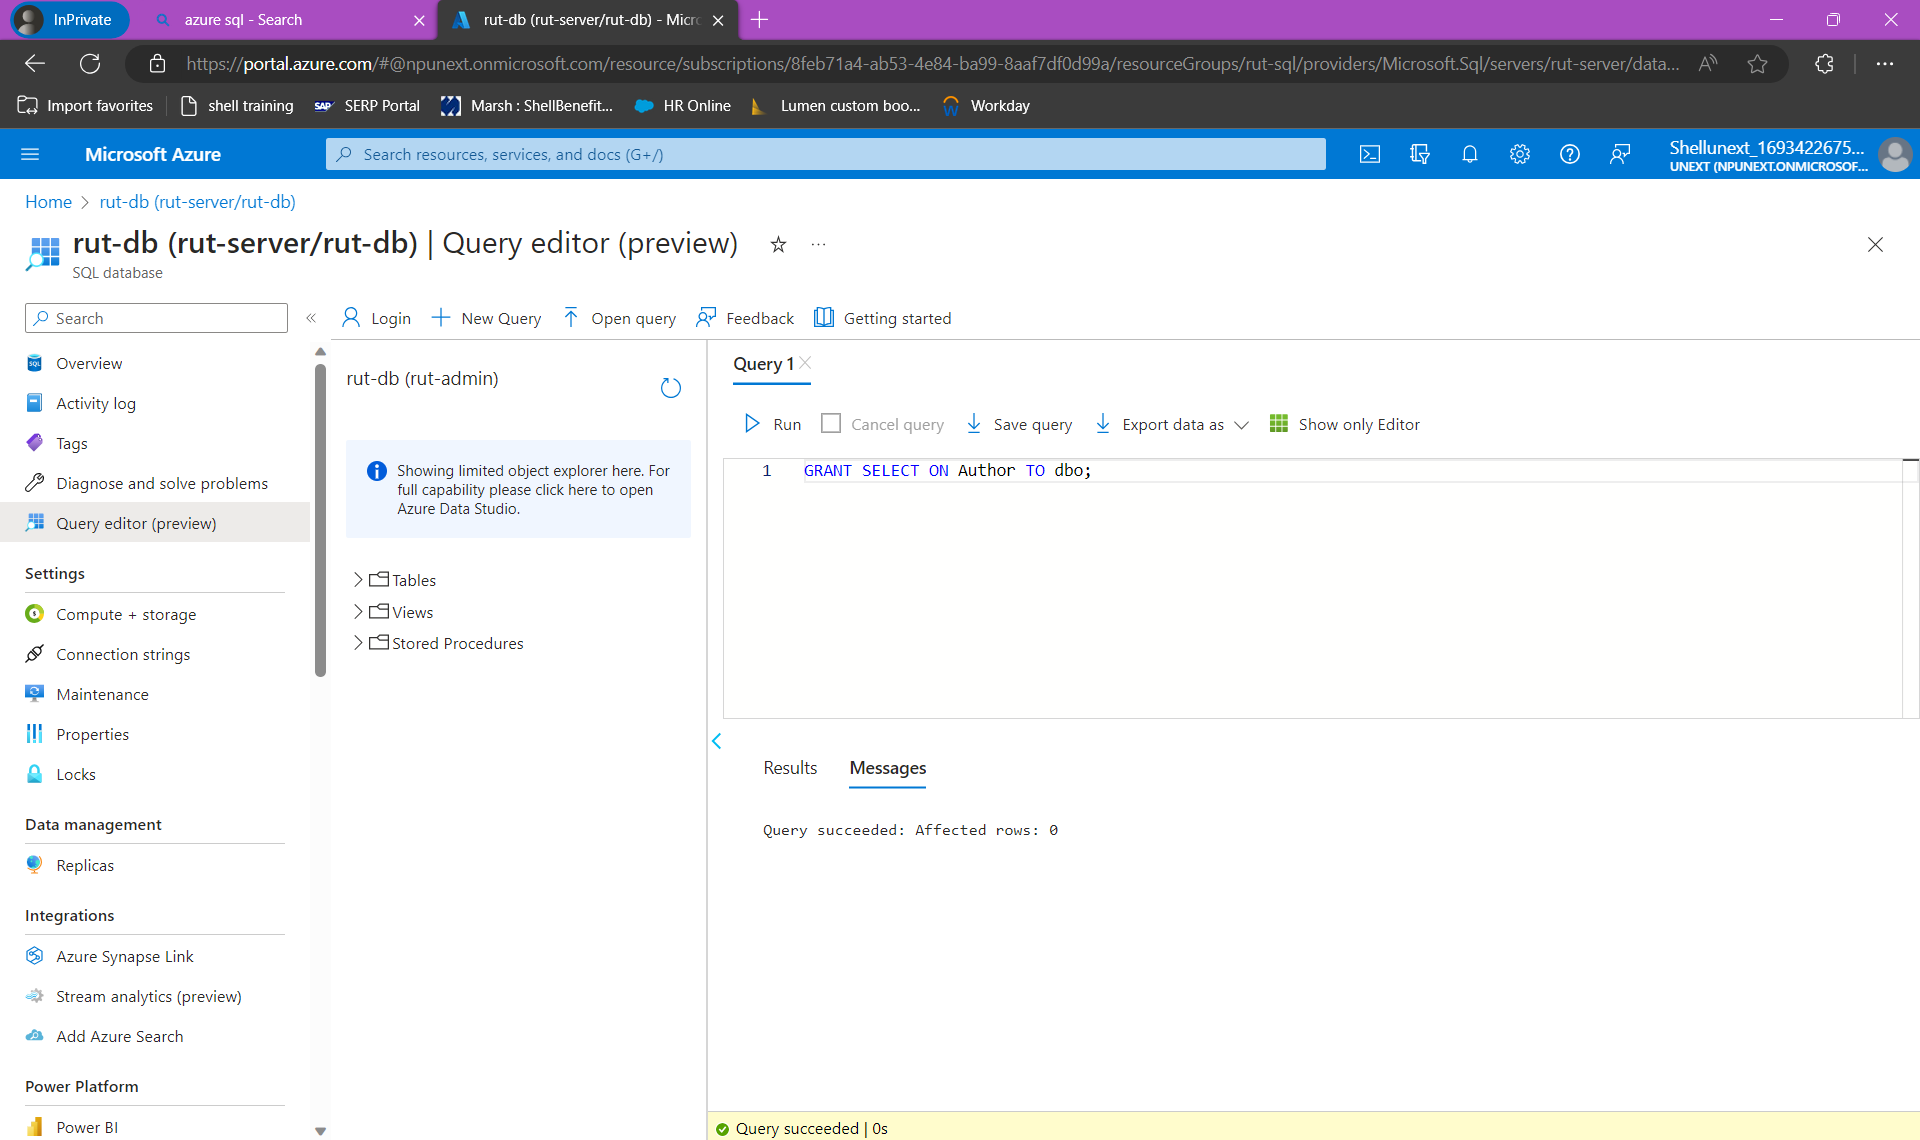 InPrivate
azure sql - Search
rut-db (rut-server/rut-db) - Micro
https://portal.azure.com/#@npunext.onmicrosoft.com/resource/subscriptions/8feb71a4-ab53-4e84-ba99-8aaf7df0d99a/resourceGroups/rut-sql/providers/Microsoft.Sql/servers/rut-server/data...
Import favorites
shell training
SAP SERP Portal
Marsh : ShellBenefit...
HR Online
Lumen custom boo...
Workday
Microsoft Azure
Search resources, services, and docs (G+/)
Shellunext_1693422675...
UNEXT (NPUNEXT.ONMICROSOF...
Home > rut-db (rut-server/rut-db)
rut-db (rut-server/rut-db) | Query editor (preview)
SQL database
Search
Overview
Activity log
Tags
Diagnose and solve problems
Query editor (preview)
Settings
Compute + storage
Connection strings
Maintenance
Properties
Locks
Data management
Replicas
Integrations
Azure Synapse Link
Stream analytics (preview)
Add Azure Search
Power Platform
Power BI
Login
New Query
Open query
Feedback
Getting started
rut-db (rut-admin)
Showing limited object explorer here. For
full capability please click here to open
Azure Data Studio.
Tables
Views
Stored Procedures
Query 1
Run
Cancel query
Save query
Export data as
Show only Editor
1 GRANT SELECT ON Author TO dbo;
Results
Messages
Query succeeded: Affected rows: 0
Query succeeded | 0s